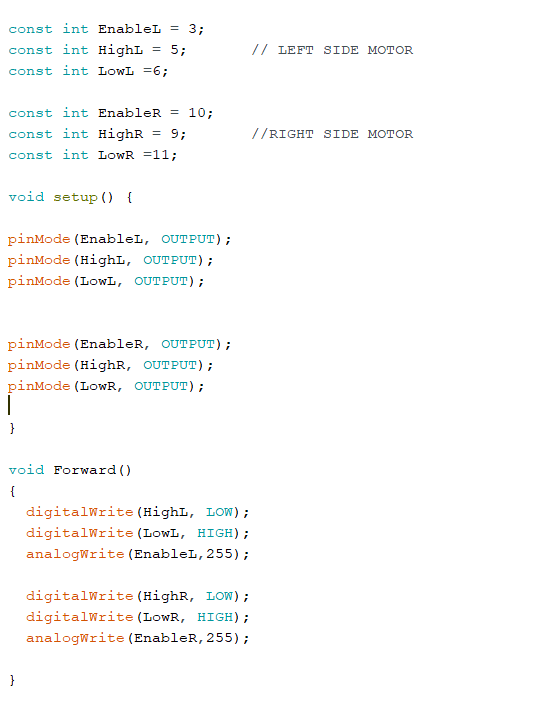 const int EnableL = 3;
const int HighL = 5;       // LEFT SIDE MOTOR
const int LowL =6;

const int EnableR = 10;
const int HighR = 9;       //RIGHT SIDE MOTOR
const int LowR =11;

void setup() {

pinMode(EnableL, OUTPUT);
pinMode(HighL, OUTPUT);
pinMode(LowL, OUTPUT);


pinMode(EnableR, OUTPUT);
pinMode(HighR, OUTPUT);
pinMode(LowR, OUTPUT);

}

void Forward()
{
  digitalWrite(HighL, LOW);
  digitalWrite(LowL, HIGH);
  analogWrite(EnableL,255);

  digitalWrite(HighR, LOW);
  digitalWrite(LowR, HIGH);
  analogWrite(EnableR,255);

}